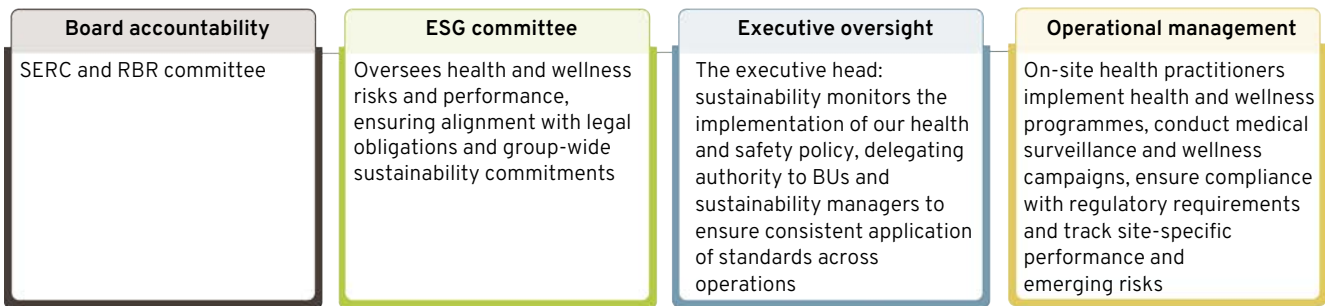 Board accountability
SERC and RBR committee
ESG committee
Oversees health and wellness
risks and performance,
ensuring alignment with legal
obligations and group-wide
sustainability commitments
Executive oversight
The executive head:
sustainability monitors the
implementation of our health
and safety policy, delegating
authority to BUs and
sustainability managers to
ensure consistent application
of standards across
operations
Operational management
On-site health practitioners
implement health and wellness
programmes, conduct medical
surveillance and wellness
campaigns, ensure compliance
with regulatory requirements
and track site-specific
performance and
emerging risks